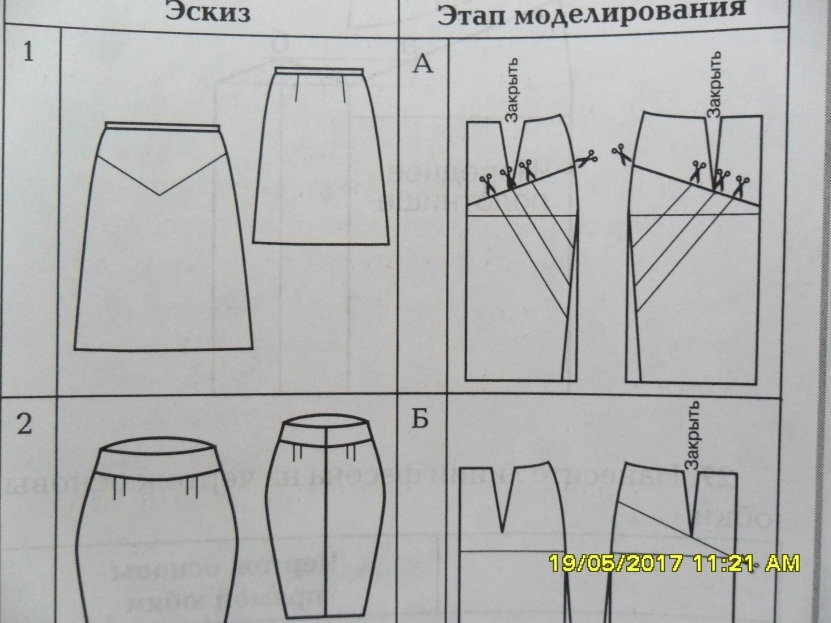 Эскиз
Этап моделирования
1
А
Закрыть
Закрыть
2
Б
Закрыть
19/05/2017 11:21 AM